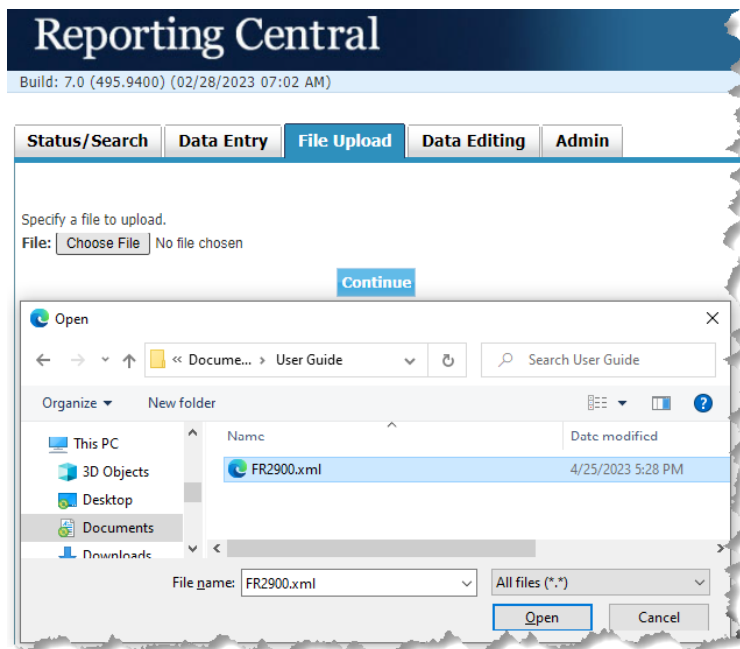 Reporting Central
Build: 7.0 (495.9400) (02/28/2023 07:02 AM)
Status/Search Data Entry File Upload Data Editing Admin
Specify a file to upload.
File: Choose File No file chosen
Continue
Open
« Docume... › User Guide Search User Guide
Organize New folder
This PC
3D Objects
Desktop
Documents
Downloads
Name Date modified
FR2900.xml 4/25/2023 5:28 PM
File name: FR2900.xml All files (*.*)
Open Cancel